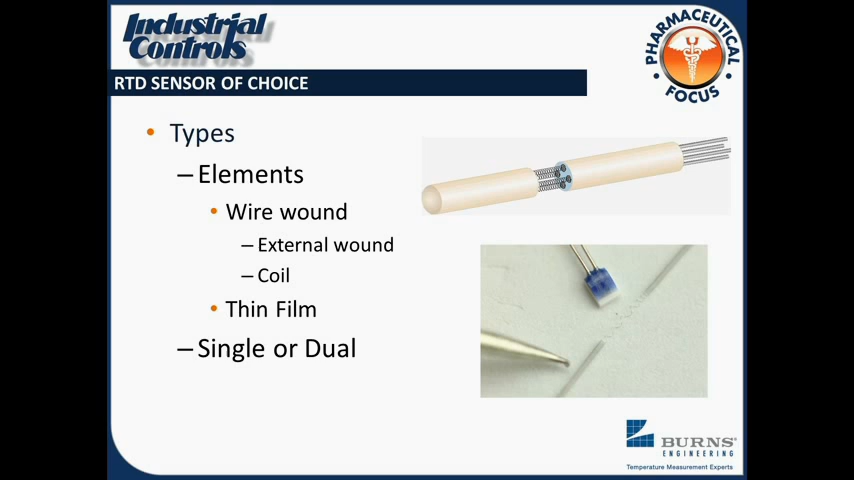 Industrial
Controls
PHARMACEUTICAL
FOCUS
RTD SENSOR OF CHOICE
• Types
– Elements
• Wire wound
– External wound
– Coil
• Thin Film
– Single or Dual
BURNS®
ENGINEERING
Temperature Measurement Experts